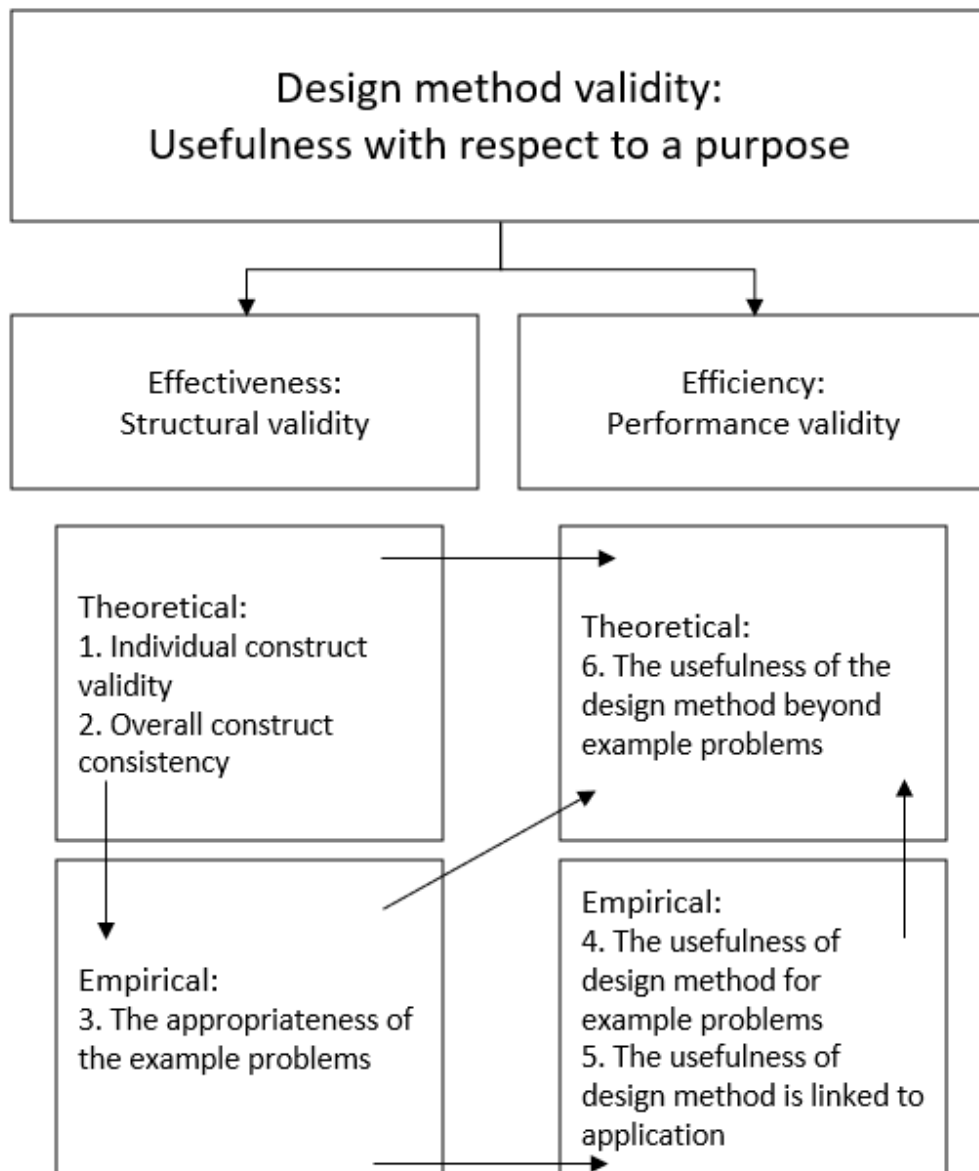 Design method validity:
Usefulness with respect to a purpose
Effectiveness:
Structural validity
Efficiency:
Performance validity
Theoretical:
1. Individual construct
validity
2. Overall construct
consistency
Theoretical:
6. The usefulness of the
design method beyond
example problems
Empirical:
3. The appropriateness of
the example problems
Empirical:
4. The usefulness of
design method for
example problems
5. The usefulness of
design method is linked to
application